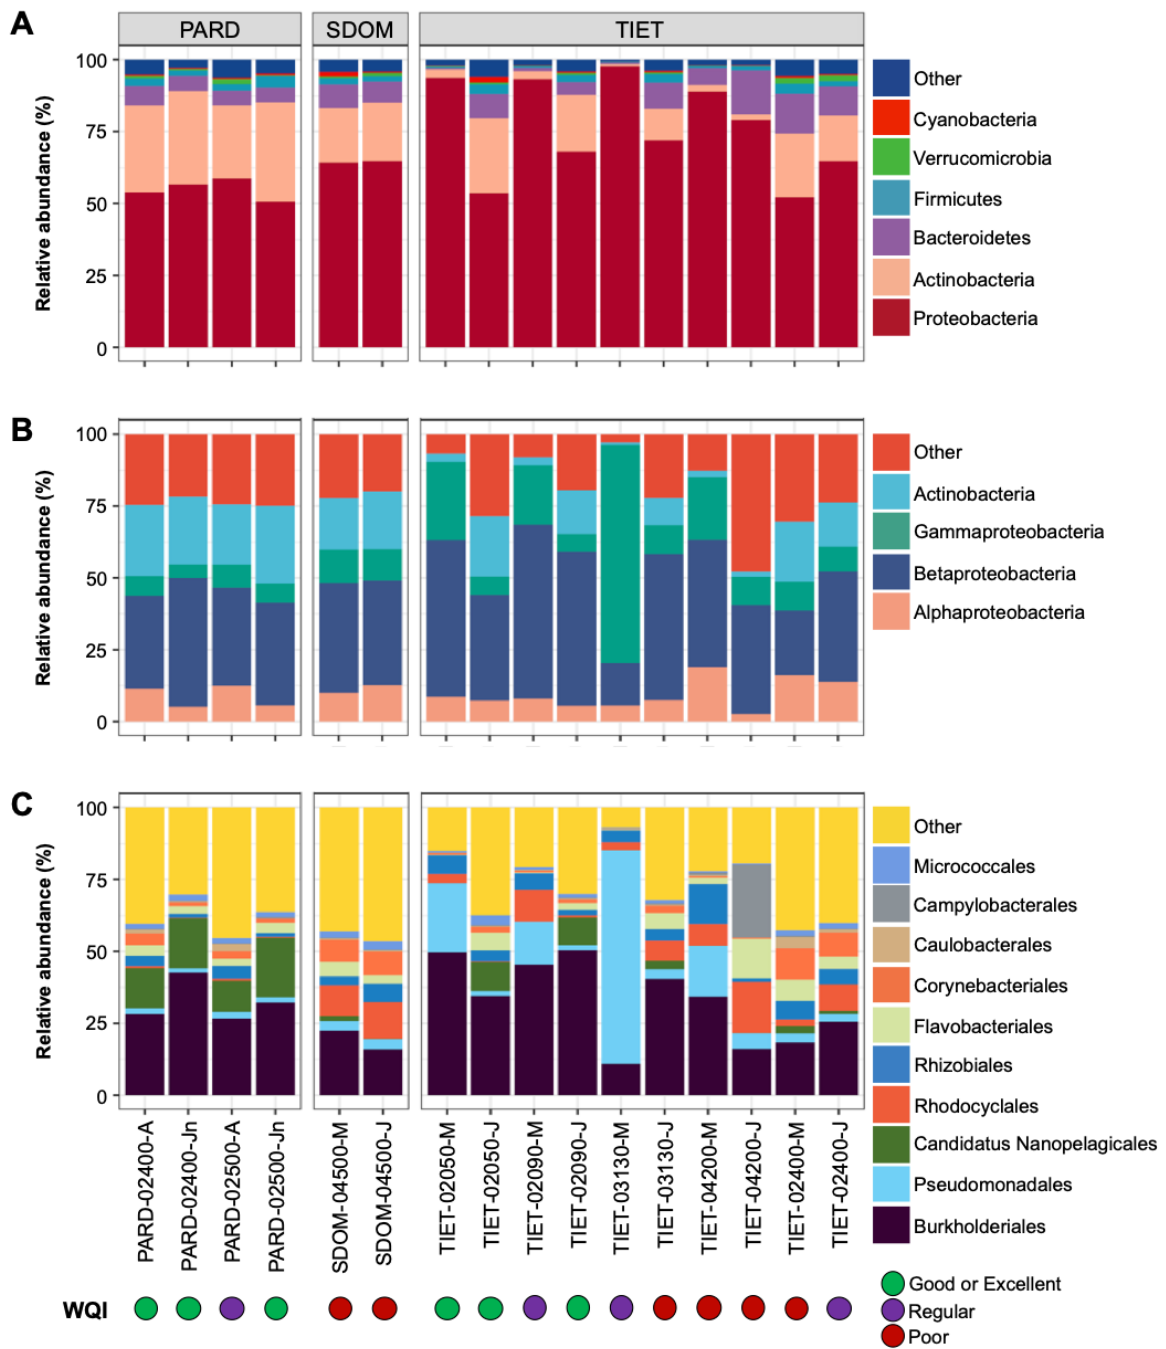 A
PARD
SDOM
TIET
Relative abundance (%)
100
75
50
25
0
Other
Cyanobacteria
Verrucomicrobia
Firmicutes
Bacteroidetes
Actinobacteria
Proteobacteria
B
Relative abundance (%)
100
75
50
25
0
Other
Actinobacteria
Gammaproteobacteria
Betaproteobacteria
Alphaproteobacteria
C
Relative abundance (%)
100
75
50
25
0
Other
Micrococcales
Campylobacterales
Caulobacterales
Corynebacteriales
Flavobacteriales
Rhizobiales
Rhodocyclales
Candidatus Nanopelagicales
Pseudomonadales
Burkholderiales
PARD-02400-A
PARD-02400-Jn
PARD-02500-A
PARD-02500-Jn
SDOM-04500-M
SDOM-04500-J
TIET-02050-M
TIET-02050-J
TIET-02090-M
TIET-02090-J
TIET-03130-M
TIET-03130-J
TIET-04200-M
TIET-04200-J
TIET-02400-M
TIET-02400-J
WQI
Good or Excellent
Regular
Poor